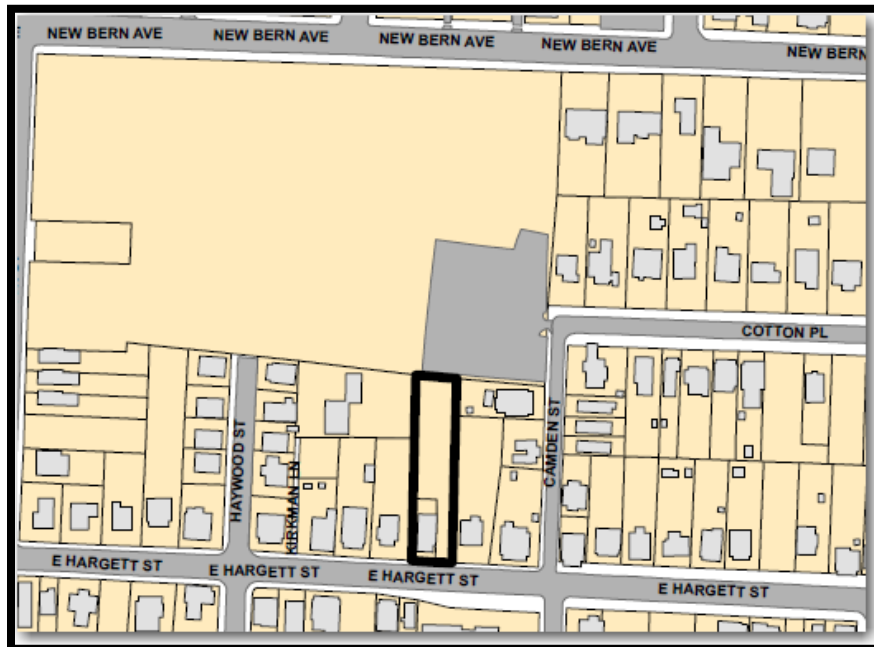 NEW BERN AVE
NEW BERN AVE
NEW BERN AVE
NEW BERN AVE
NEW BERN
COTTON PL
HAYWOOD ST
KIRKMAN LN
CAMDEN ST
E HARGETT ST
E HARGETT ST
E HARGETT ST
E HARGETT ST